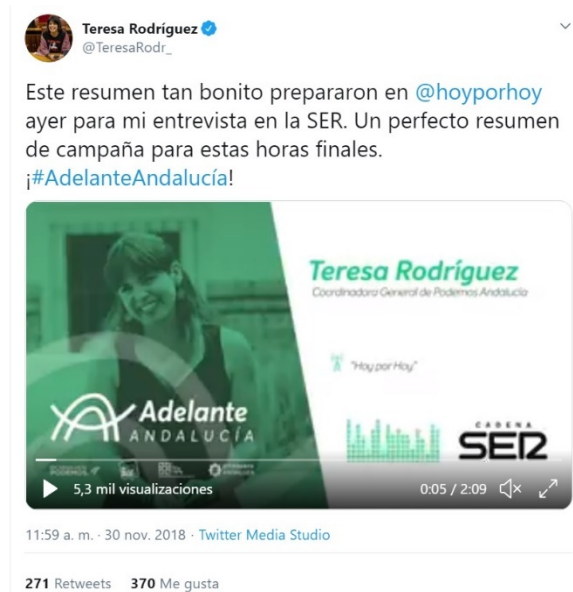 Teresa Rodríguez
@TeresaRodr_
Este resumen tan bonito prepararon en @hoyporhoy
ayer para mi entrevista en la SER. Un perfecto resumen
de campaña para estas horas finales.
¡#AdelanteAndalucía!
Teresa Rodríguez
Coordinadora General de Podemos Andalucía
"Hoy por Hoy"
Adelante
ANDALUCÍA
CADENA
SER
PODEMOS
5,3 mil visualizaciones
0:05 / 2:09
11:59 a. m. · 30 nov. 2018 · Twitter Media Studio
271 Retweets 370 Me gusta